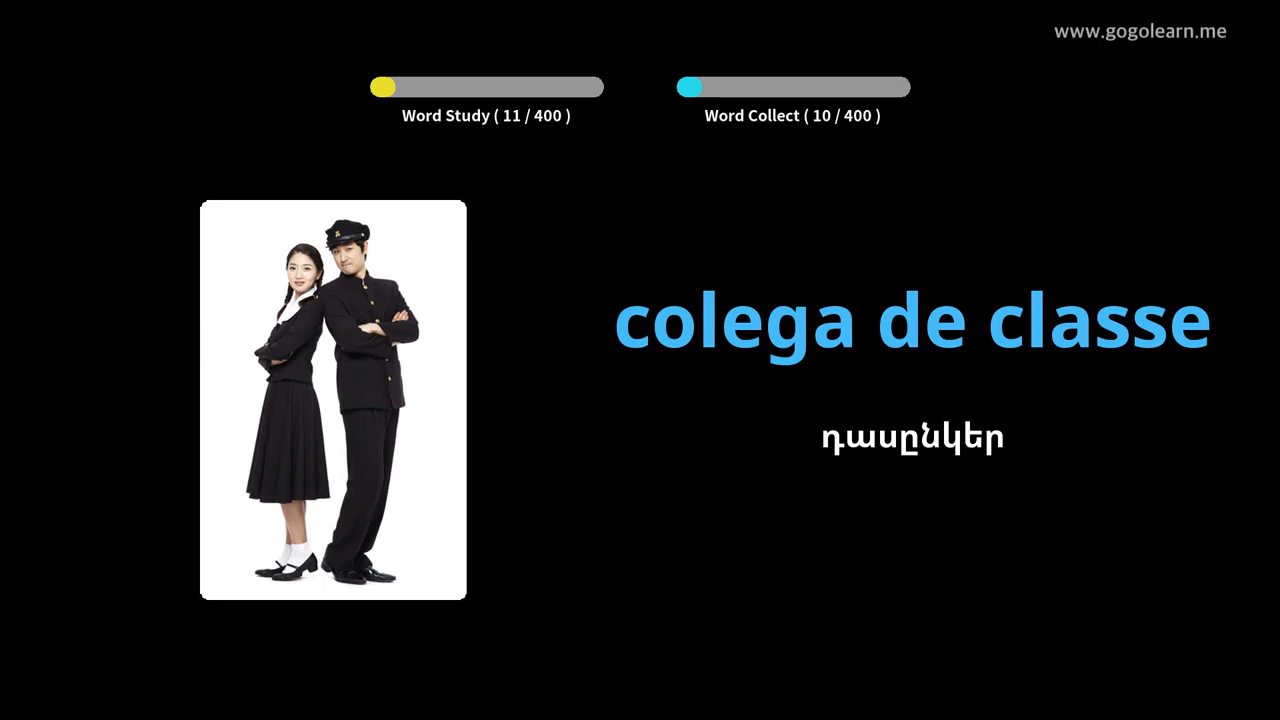 www.gogolearn.me
Word Study ( 11 / 400 )
Word Collect ( 10 / 400 )
colega de classe
դասընկեր